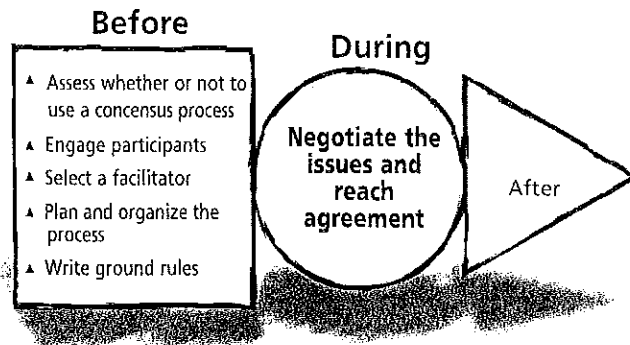 Before
▲ Assess whether or not to
use a concensus process
▲ Engage participants
▲ Select a facilitator
▲ Plan and organize the
process
▲ Write ground rules
During
Negotiate the
issues and
reach
agreement
After